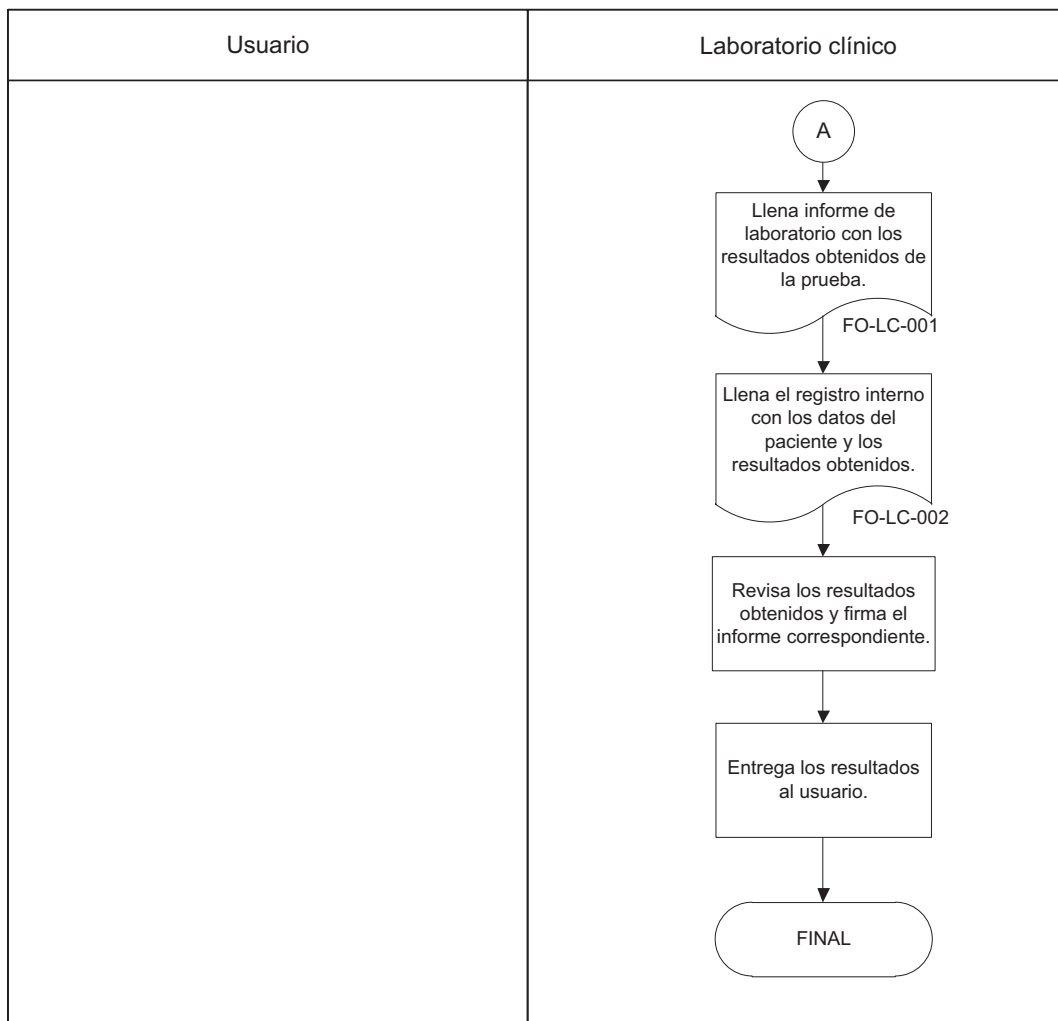 Usuario
Laboratorio clínico
A
Llena informe de
laboratorio con los
resultados obtenidos de
la prueba.
FO-LC-001
Llena el registro interno
con los datos del
paciente y los
resultados obtenidos.
FO-LC-002
Revisa los resultados
obtenidos y firma el
informe correspondiente.
Entrega los resultados
al usuario.
FINAL